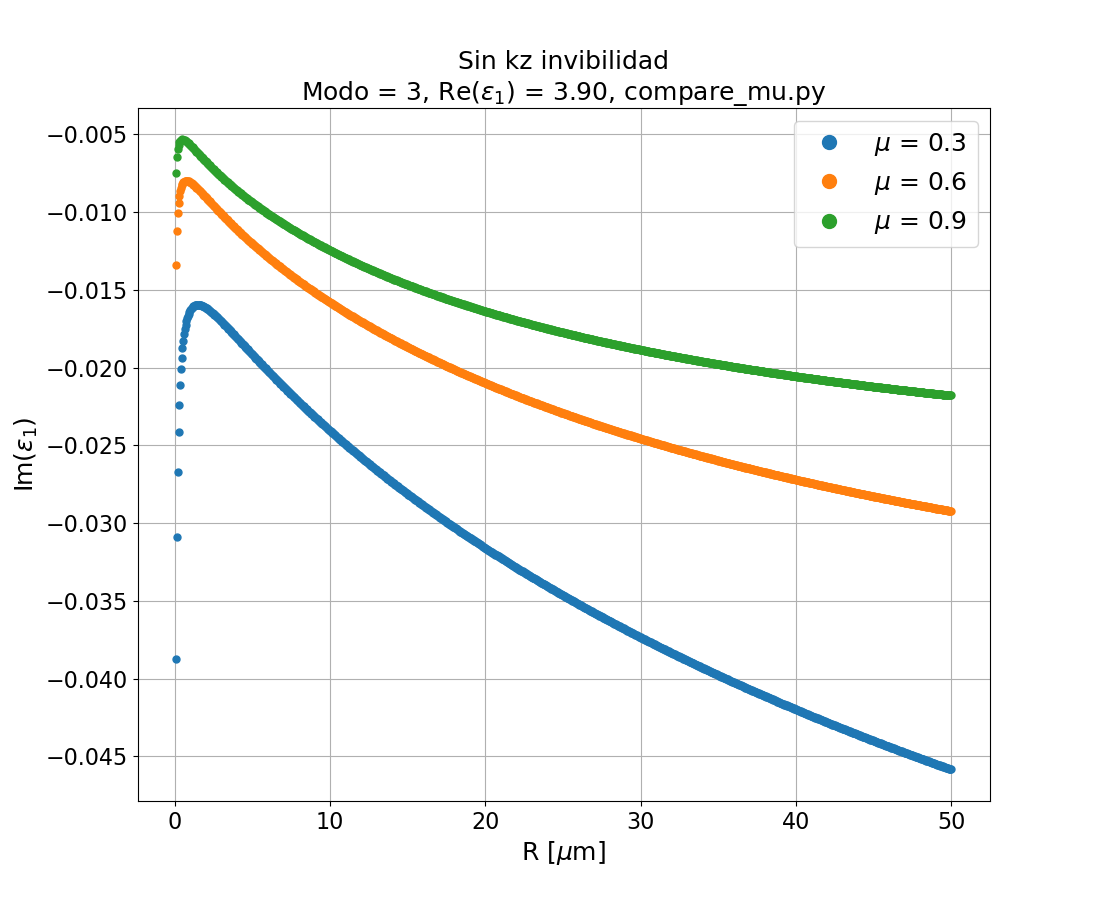 Sin kz invibilidad
Modo = 3, Re(ε₁) = 3.90, compare_mu.py
−0.005
−0.010
−0.015
−0.020
−0.025
−0.030
−0.035
−0.040
−0.045
Im(ε₁)
μ = 0.3
μ = 0.6
μ = 0.9
0 10 20 30 40 50
R [μm]